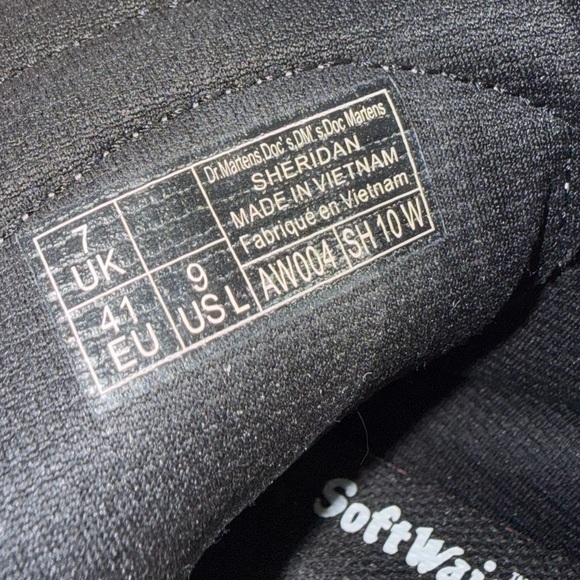 Dr.Martens,Doc's,DM's,Doc Martens
SHERIDAN
MADE IN VIETNAM
Fabriqué en Vietnam
7
UK
41
EU
9
US L
AW004
SH 10 W